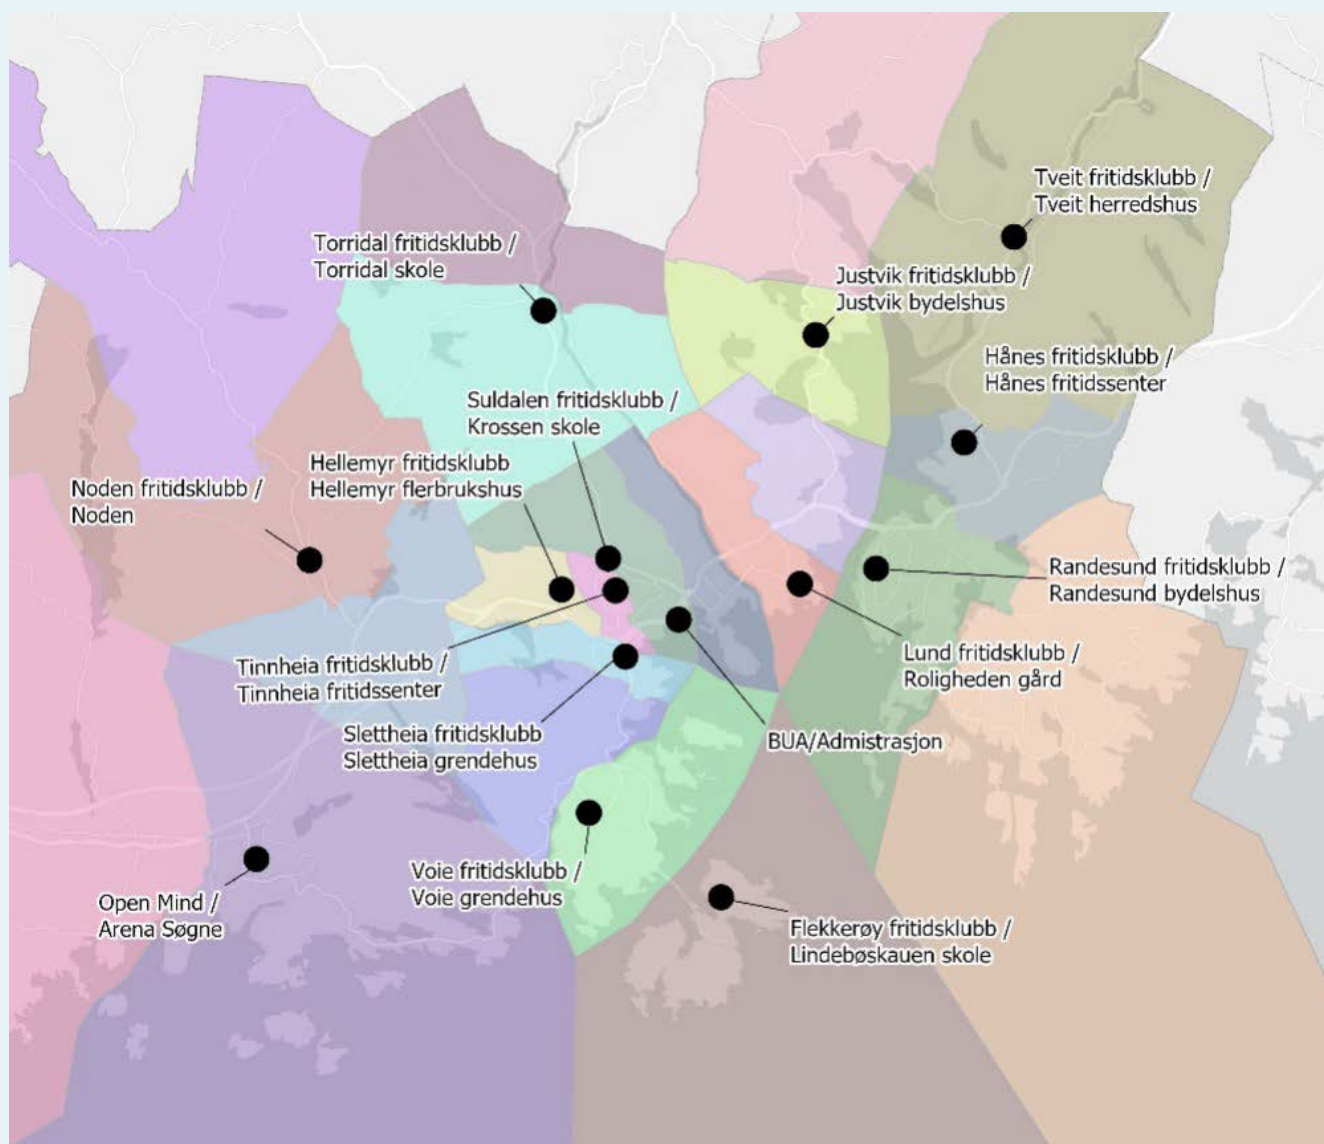 Tveit fritidsklubb /
Tveit herredshus
Torridal fritidsklubb /
Torridal skole
Justvik fritidsklubb /
Justvik bydelshus
Hånes fritidsklubb /
Hånes fritidssenter
Suldalen fritidsklubb /
Krossen skole
Hellemyr fritidsklubb
Hellemyr flerbrukshus
Noden fritidsklubb /
Noden
Randesund fritidsklubb /
Randesund bydelshus
Lund fritidsklubb /
Roligheden gård
Tinnheia fritidsklubb /
Tinnheia fritidssenter
Slettheia fritidsklubb
Slettheia grendehus
BUA/Admistrasjon
Voie fritidsklubb /
Voie grendehus
Open Mind /
Arena Søgne
Flekkerøy fritidsklubb /
Lindebøskauen skole